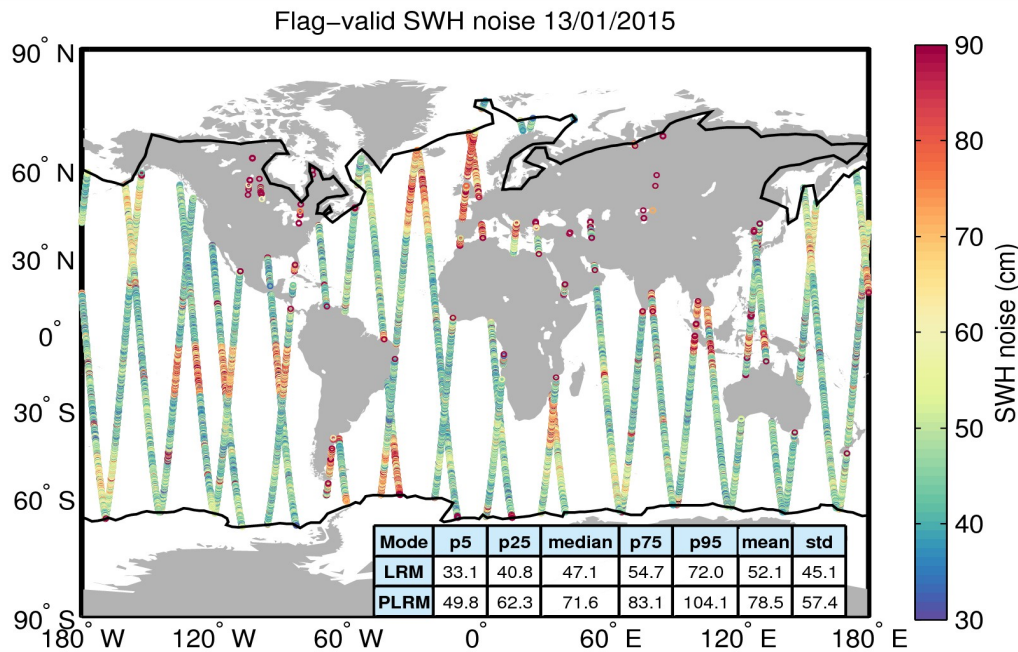 Flag−valid SWH noise 13/01/2015
90° N
60° N
30° N
0°
30° S
60° S
90° S
180° W
120° W
60° W
0°
60° E
120° E
180° E
Mode p5 p25 median p75 p95 mean std
LRM 33.1 40.8 47.1 54.7 72.0 52.1 45.1
PLRM 49.8 62.3 71.6 83.1 104.1 78.5 57.4
90
80
70
60
50
40
30
SWH noise (cm)